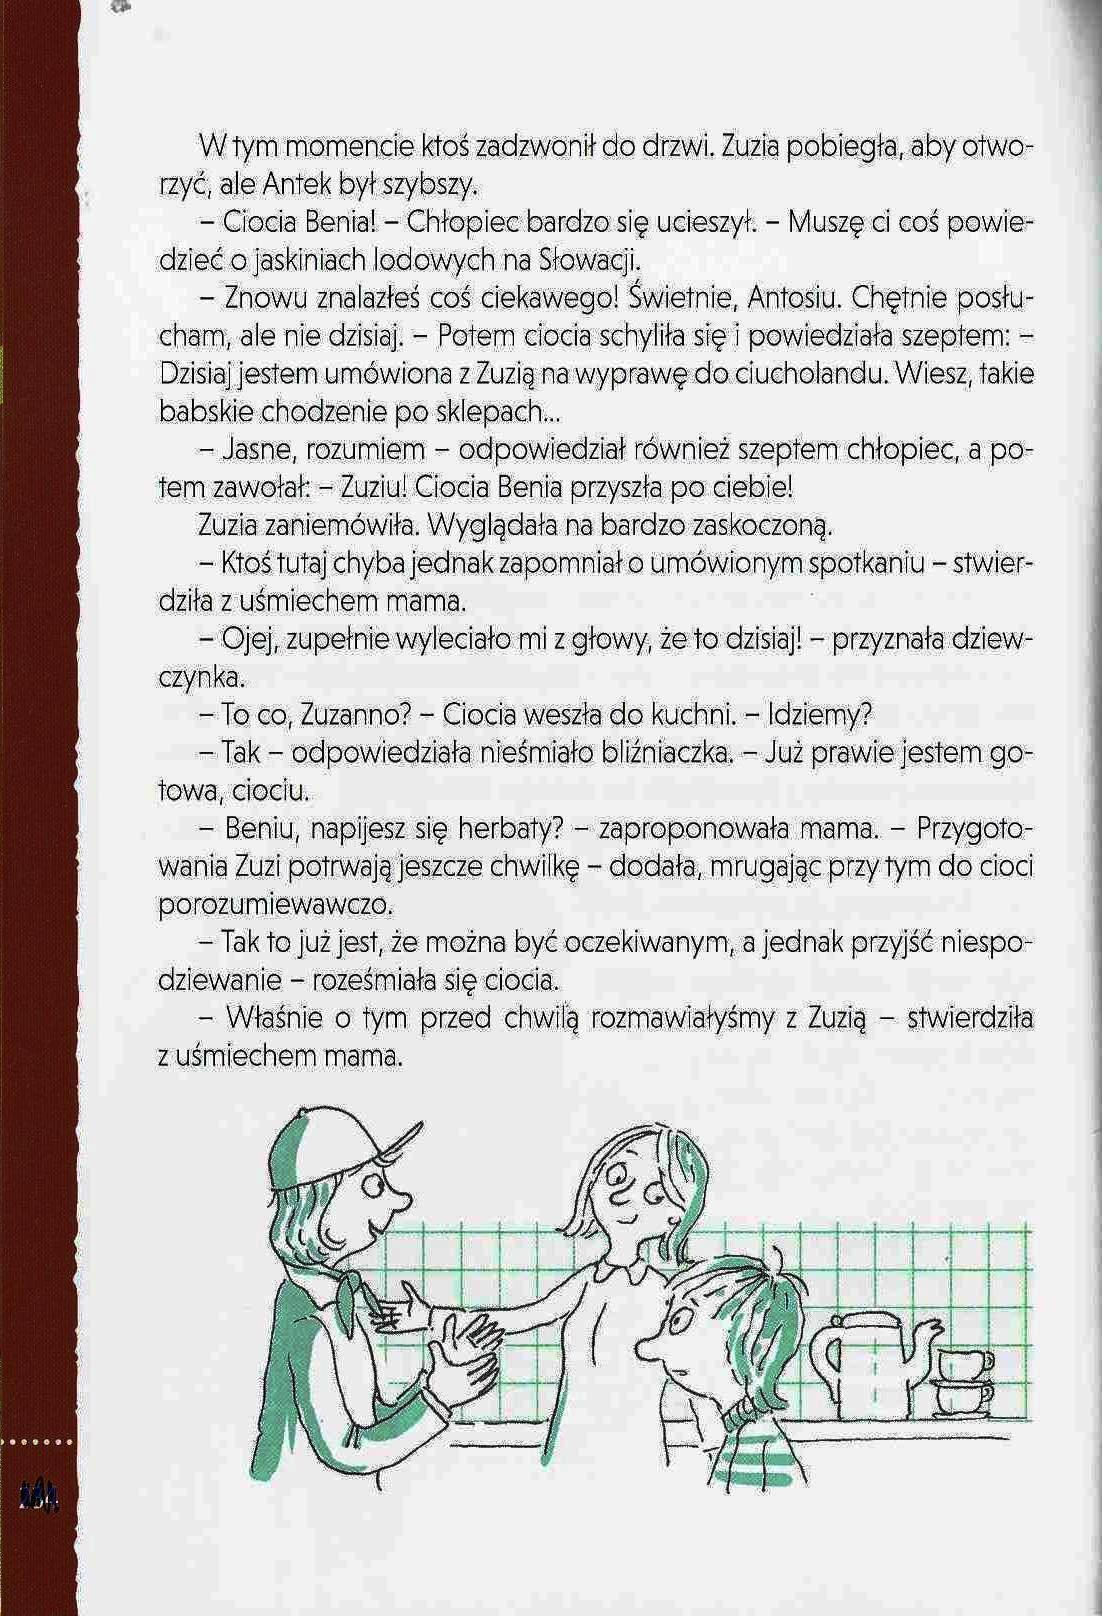 W tym momencie ktoś zadzwonił do drzwi. Zuzia pobiegła, aby otwo-
rzyć, ale Antek był szybszy.
– Ciocia Benia! – Chłopiec bardzo się ucieszył. – Muszę ci coś powie-
dzieć o jaskiniach lodowych na Słowacji.
– Znowu znalazłeś coś ciekawego! Świetnie, Antosiu. Chętnie posłu-
cham, ale nie dzisiaj. – Potem ciocia schyliła się i powiedziała szeptem: –
Dzisiaj jestem umówiona z Zuzią na wyprawę do ciucholandu. Wiesz, takie
babskie chodzenie po sklepach...
– Jasne, rozumiem – odpowiedział również szeptem chłopiec, a po-
tem zawołał: – Zuziu! Ciocia Benia przyszła po ciebie!
Zuzia zaniemówiła. Wyglądała na bardzo zaskoczoną.
– Ktoś tutaj chyba jednak zapomniał o umówionym spotkaniu – stwier-
dziła z uśmiechem mama.
– Ojej, zupełnie wyleciało mi z głowy, że to dzisiaj! – przyznała dziew-
czynka.
– To co, Zuzanno? – Ciocia weszła do kuchni. – Idziemy?
– Tak – odpowiedziała nieśmiało bliźniaczka. – Już prawie jestem go-
towa, ciociu.
– Beniu, napijesz się herbaty? – zaproponowała mama. – Przygoto-
wania Zuzi potrwają jeszcze chwilkę – dodała, mrugając przy tym do cioci
porozumiewawczo.
– Tak to już jest, że można być oczekiwanym, a jednak przyjść niespo-
dziewanie – roześmiała się ciocia.
– Właśnie o tym przed chwilą rozmawiałyśmy z Zuzią – stwierdziła
z uśmiechem mama.